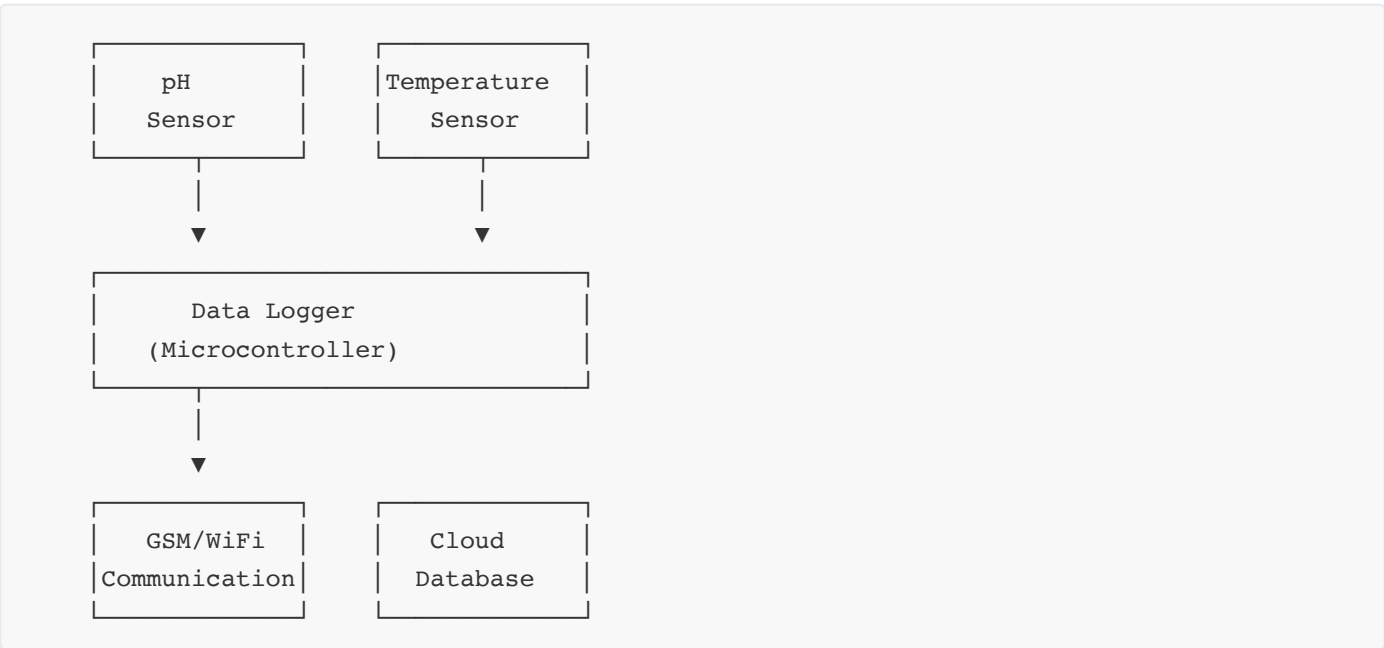 pH Temperature
Sensor Sensor
Data Logger
(Microcontroller)
GSM/WiFi Cloud
Communication Database